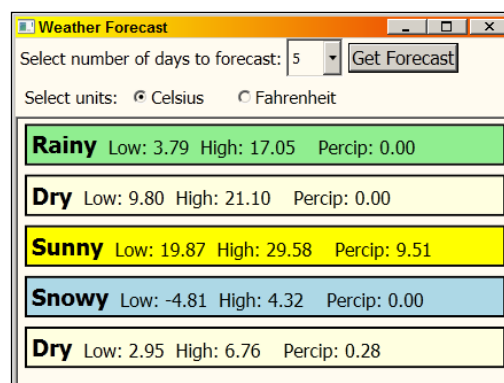 Weather Forecast
Select number of days to forecast: 5 Get Forecast
Select units: Celsius Fahrenheit
Rainy Low: 3.79 High: 17.05 Percip: 0.00
Dry Low: 9.80 High: 21.10 Percip: 0.00
Sunny Low: 19.87 High: 29.58 Percip: 9.51
Snowy Low: -4.81 High: 4.32 Percip: 0.00
Dry Low: 2.95 High: 6.76 Percip: 0.28